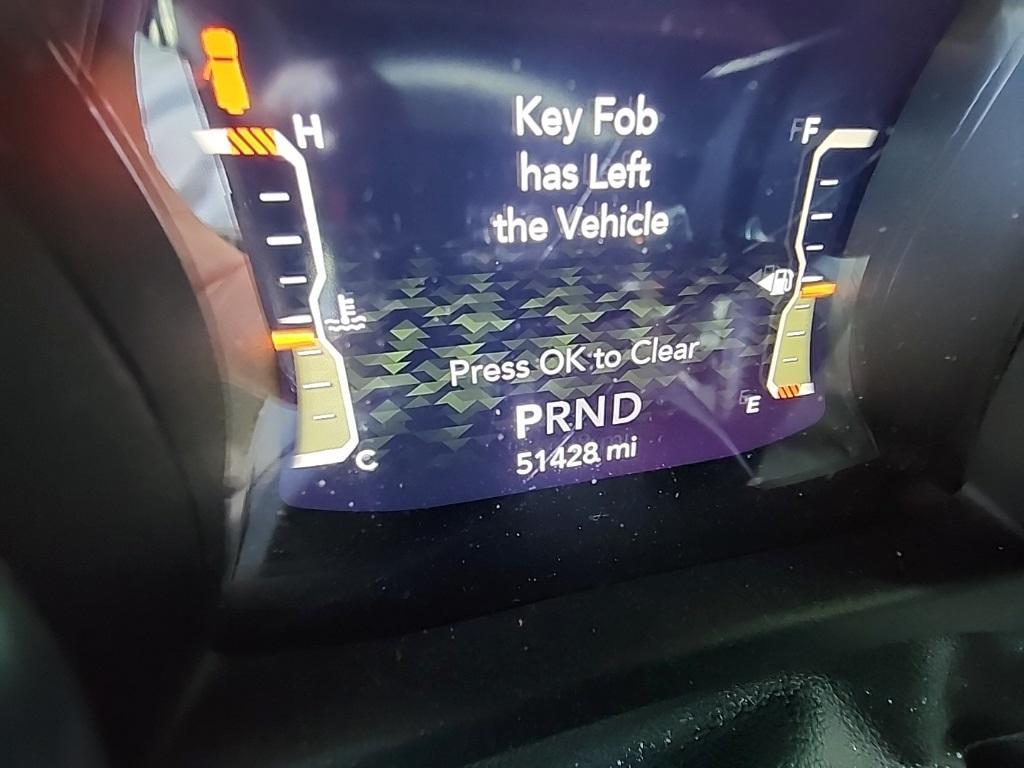 H
Key Fob
has Left
the Vehicle
F
Press OK to Clear
E
PRND
C
51428 mi